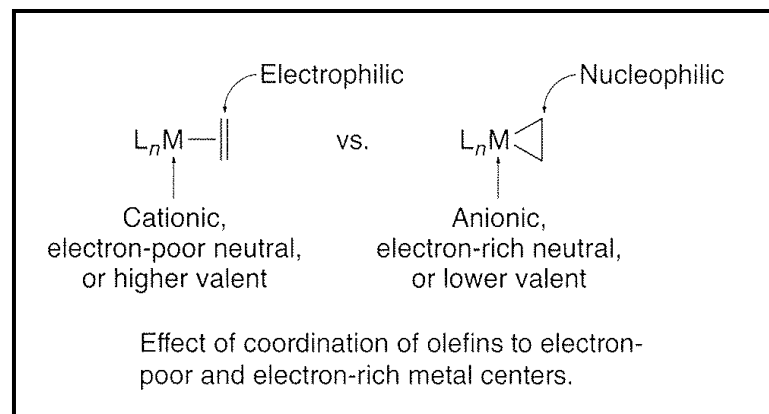 Electrophilic
Nucleophilic
LₙM
vs.
LₙM
Cationic,
electron-poor neutral,
or higher valent
Anionic,
electron-rich neutral,
or lower valent
Effect of coordination of olefins to electron-
poor and electron-rich metal centers.